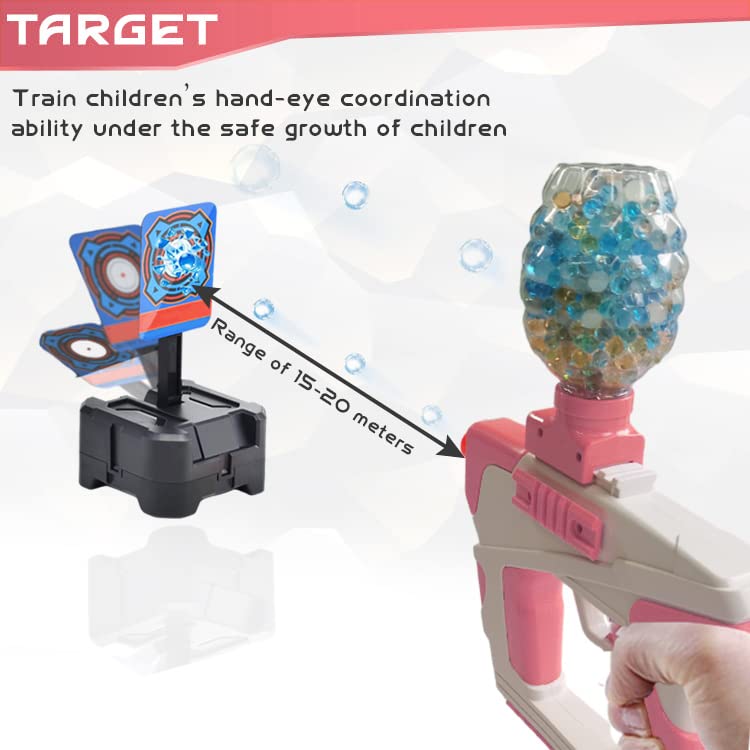 TARGET
Train children's hand-eye coordination
ability under the safe growth of children
Range of 15-20 meters